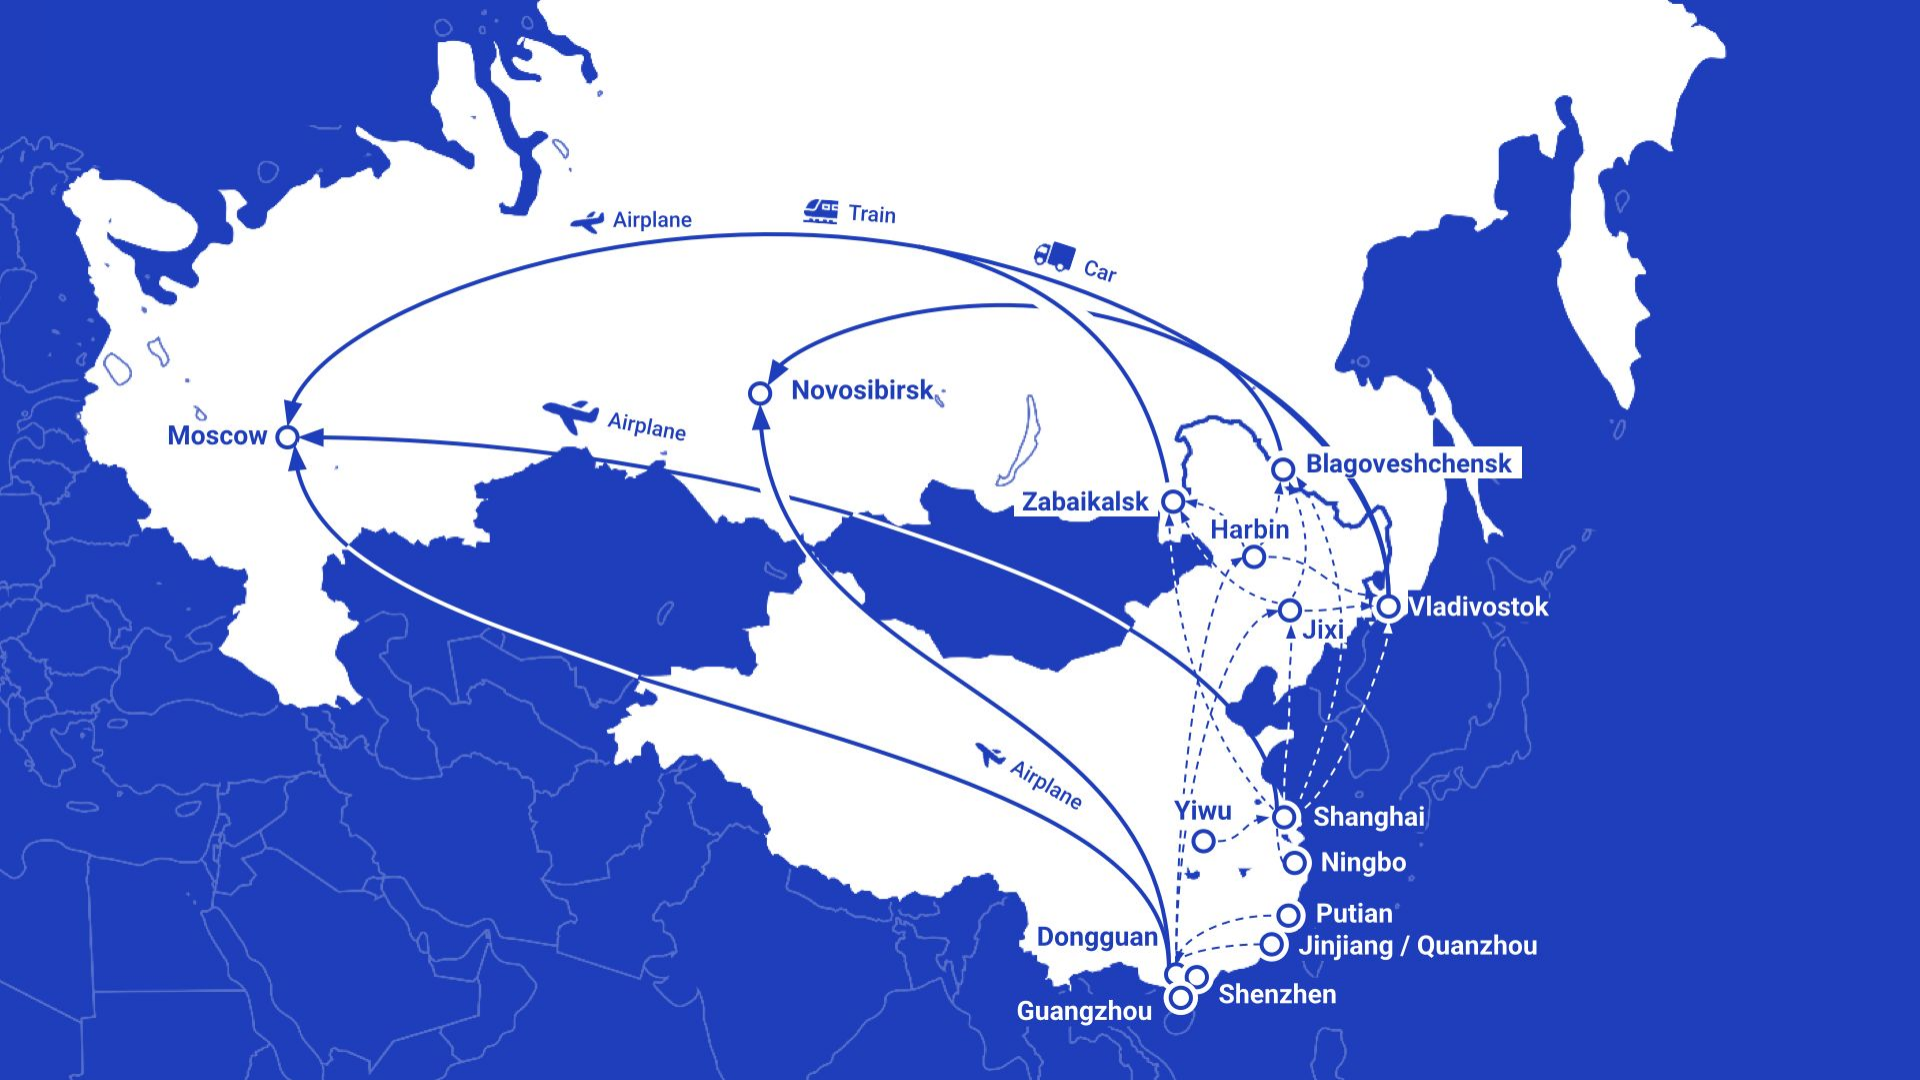 Airplane
Train
Car
Novosibirsk
Airplane
Moscow
Blagoveshchensk
Zabaikalsk
Harbin
Vladivostok
Jixi
Airplane
Yiwu
Shanghai
Ningbo
Putian
Dongguan
Jinjiang / Quanzhou
Shenzhen
Guangzhou